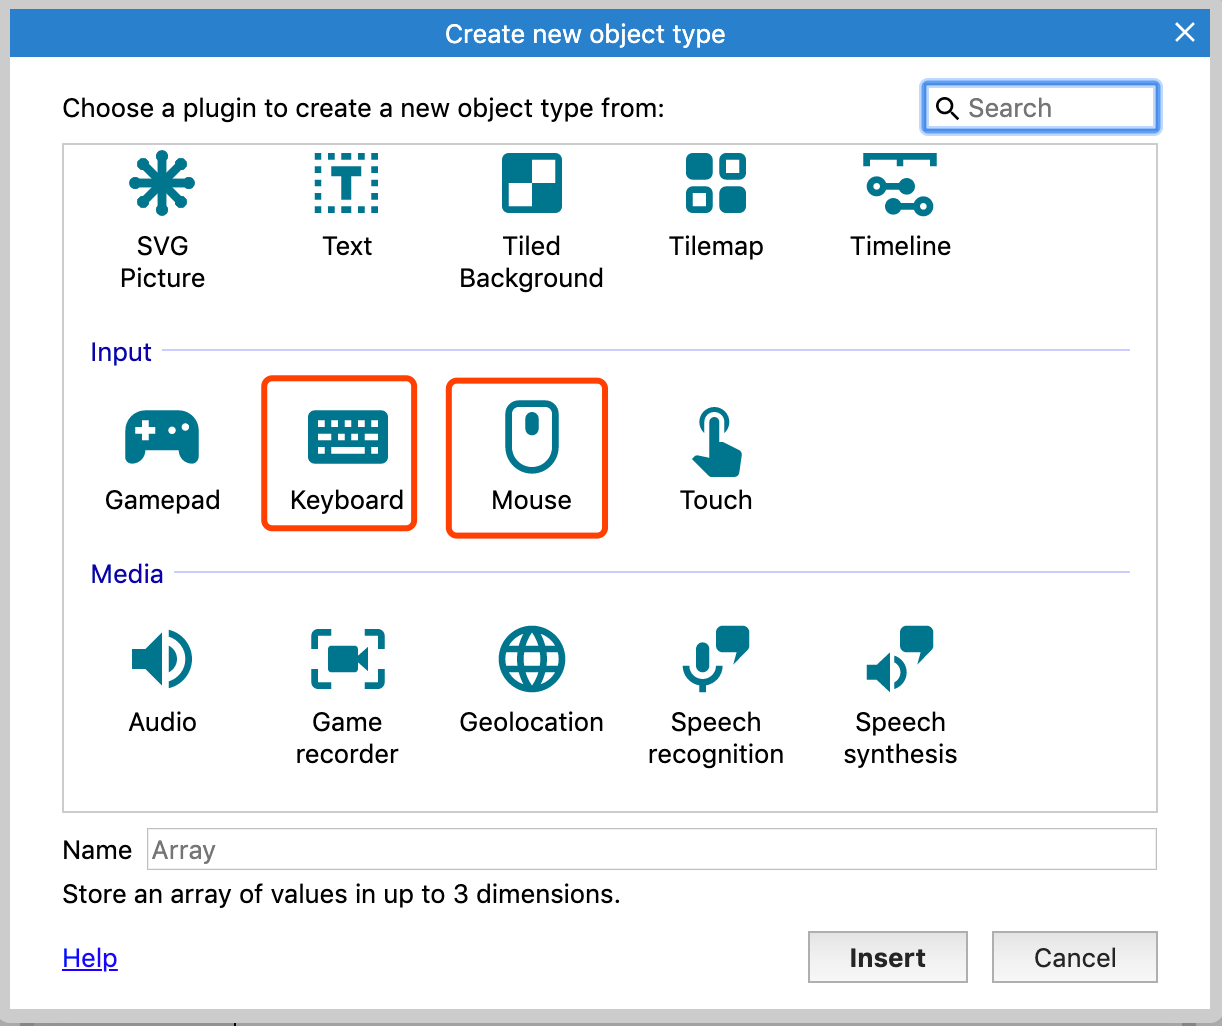 Create new object type
Choose a plugin to create a new object type from:
Search
SVG
Picture
Text
Tiled
Background
Tilemap
Timeline
Input
Gamepad
Keyboard
Mouse
Touch
Media
Audio
Game
recorder
Geolocation
Speech
recognition
Speech
synthesis
Name
Array
Store an array of values in up to 3 dimensions.
Help
Insert
Cancel